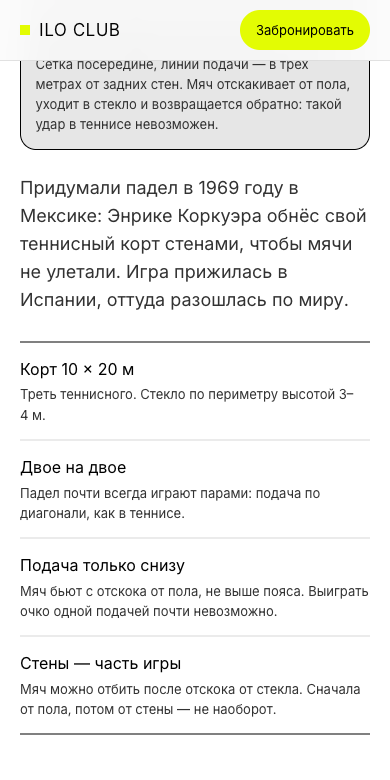 ILO CLUB
Забронировать
Сетка посередине, линии подачи — в трёх
метрах от задних стен. Мяч отскакивает от пола,
уходит в стекло и возвращается обратно: такой
удар в теннисе невозможен.
Придумали падел в 1969 году в
Мексике: Энрике Коркуэра обнёс свой
теннисный корт стенами, чтобы мячи
не улетали. Игра прижилась в
Испании, оттуда разошлась по миру.
Корт 10 × 20 м
Треть теннисного. Стекло по периметру высотой 3–
4 м.
Двое на двое
Падел почти всегда играют парами: подача по
диагонали, как в теннисе.
Подача только снизу
Мяч бьют с отскока от пола, не выше пояса. Выиграть
очко одной подачей почти невозможно.
Стены — часть игры
Мяч можно отбить после отскока от стекла. Сначала
от пола, потом от стены — не наоборот.